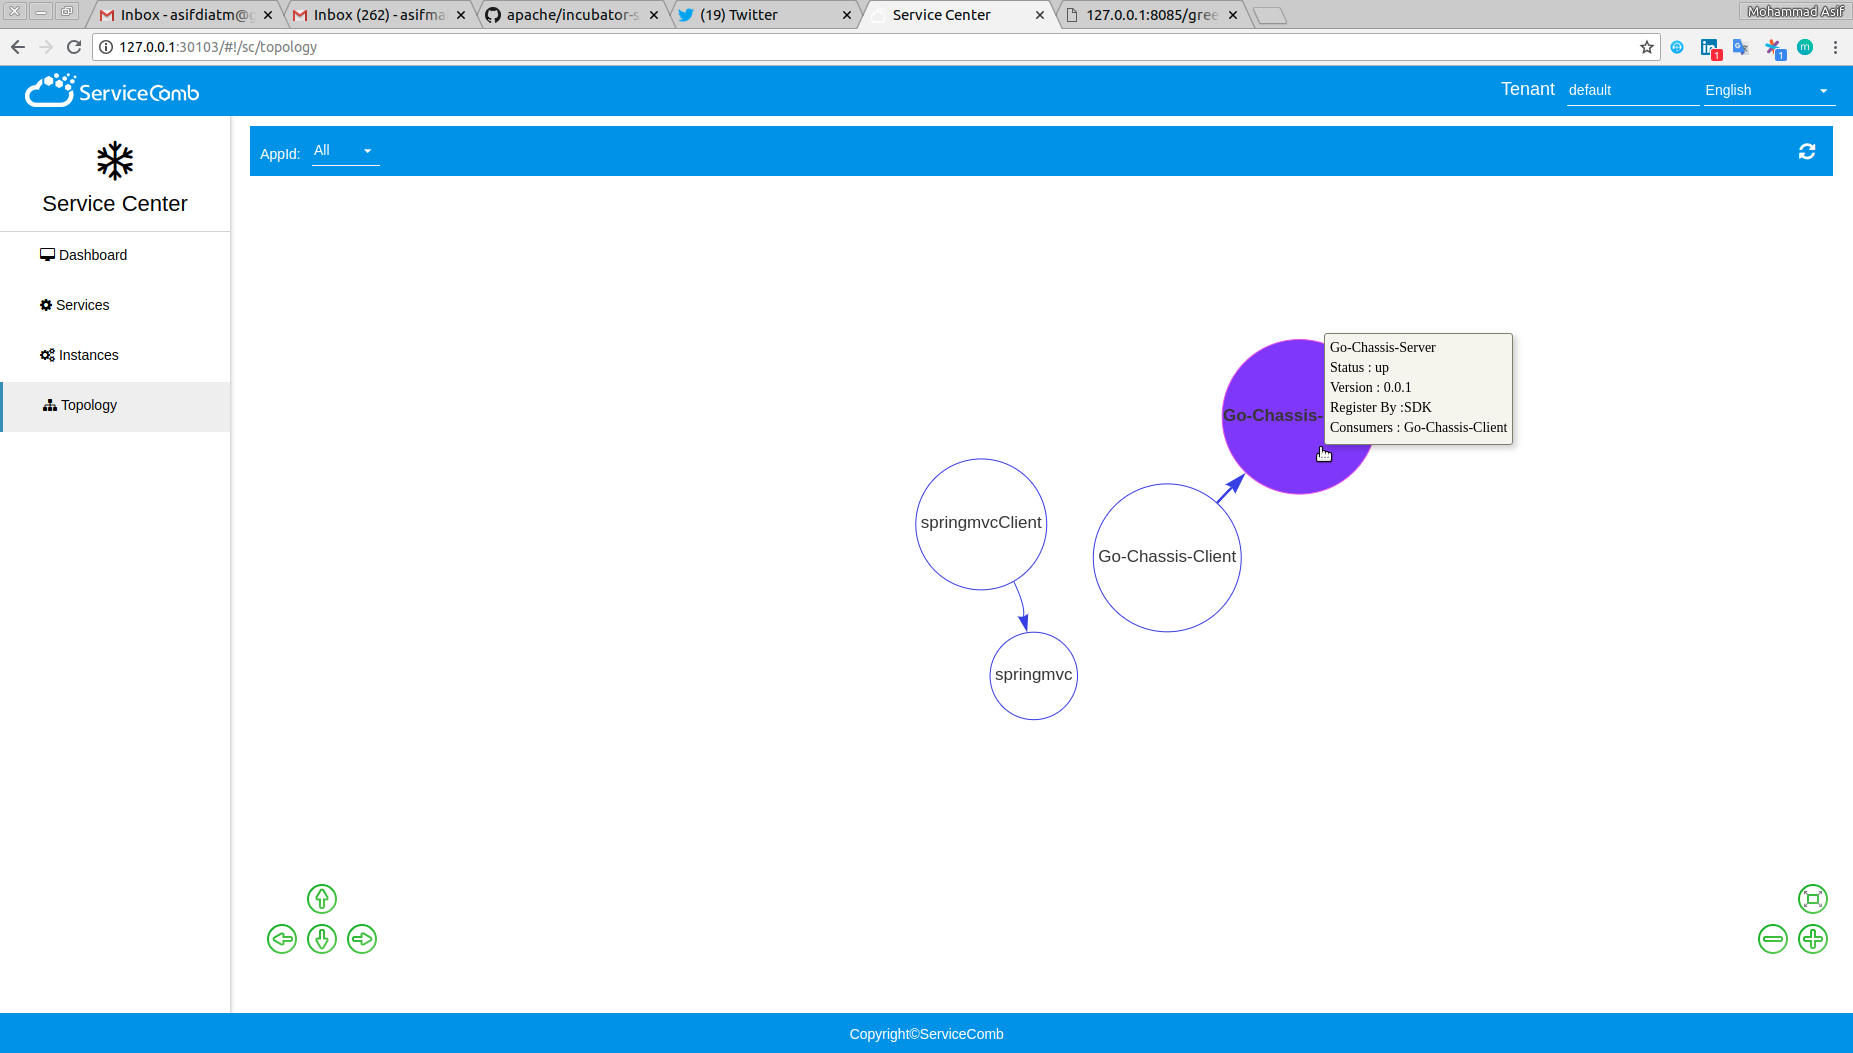 Mohammad Asif
Inbox - asifdiatm@g
Inbox (262) - asifma
apache/incubator-s
(19) Twitter
Service Center
127.0.0.1:8085/gree
127.0.0.1:30103/#!/sc/topology
1
1
m
ServiceComb
Tenant
default
English
Service Center
Dashboard
Services
Instances
Topology
AppId:
All
Go-Chassis-Server
Status : up
Version : 0.0.1
Register By :SDK
Consumers : Go-Chassis-Client
Go-Chassis-
springmvcClient
Go-Chassis-Client
springmvc
Copyright©ServiceComb